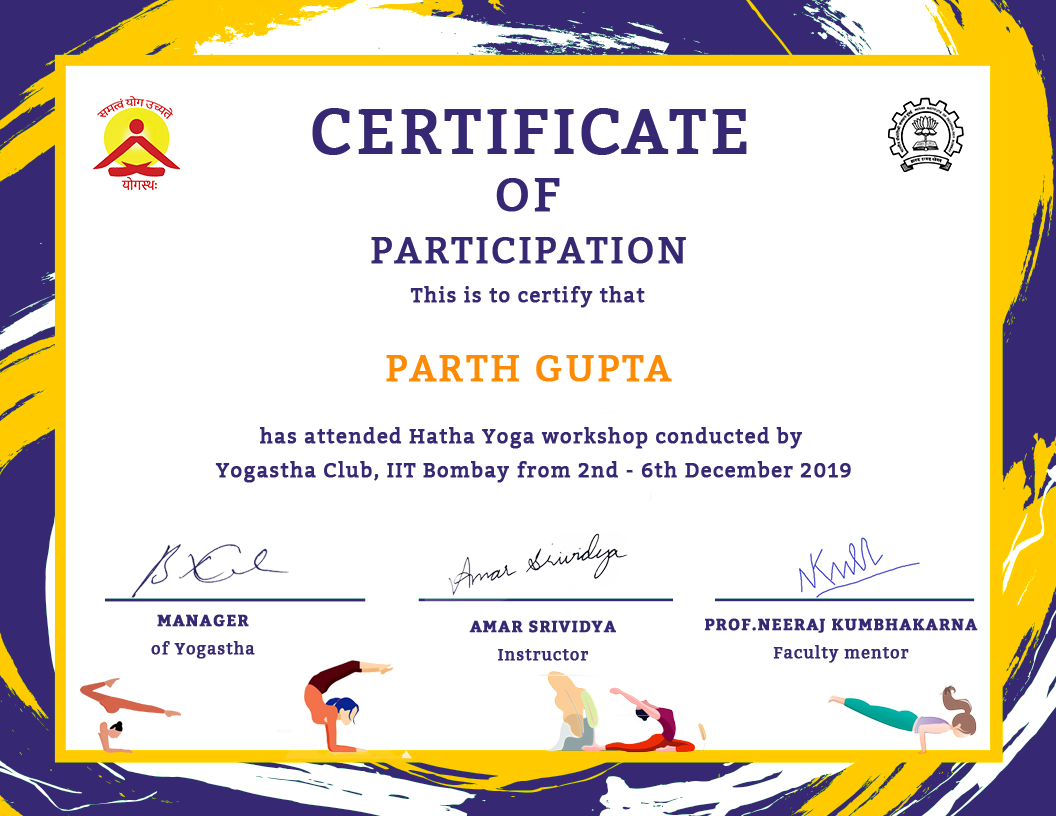 समत्वं योग उच्यते
योगस्थः
CERTIFICATE
OF
PARTICIPATION
This is to certify that
PARTH GUPTA
has attended Hatha Yoga workshop conducted by
Yogastha Club, IIT Bombay from 2nd - 6th December 2019
Amar Srividya
MANAGER
of Yogastha
AMAR SRIVIDYA
Instructor
PROF.NEERAJ KUMBHAKARNA
Faculty mentor